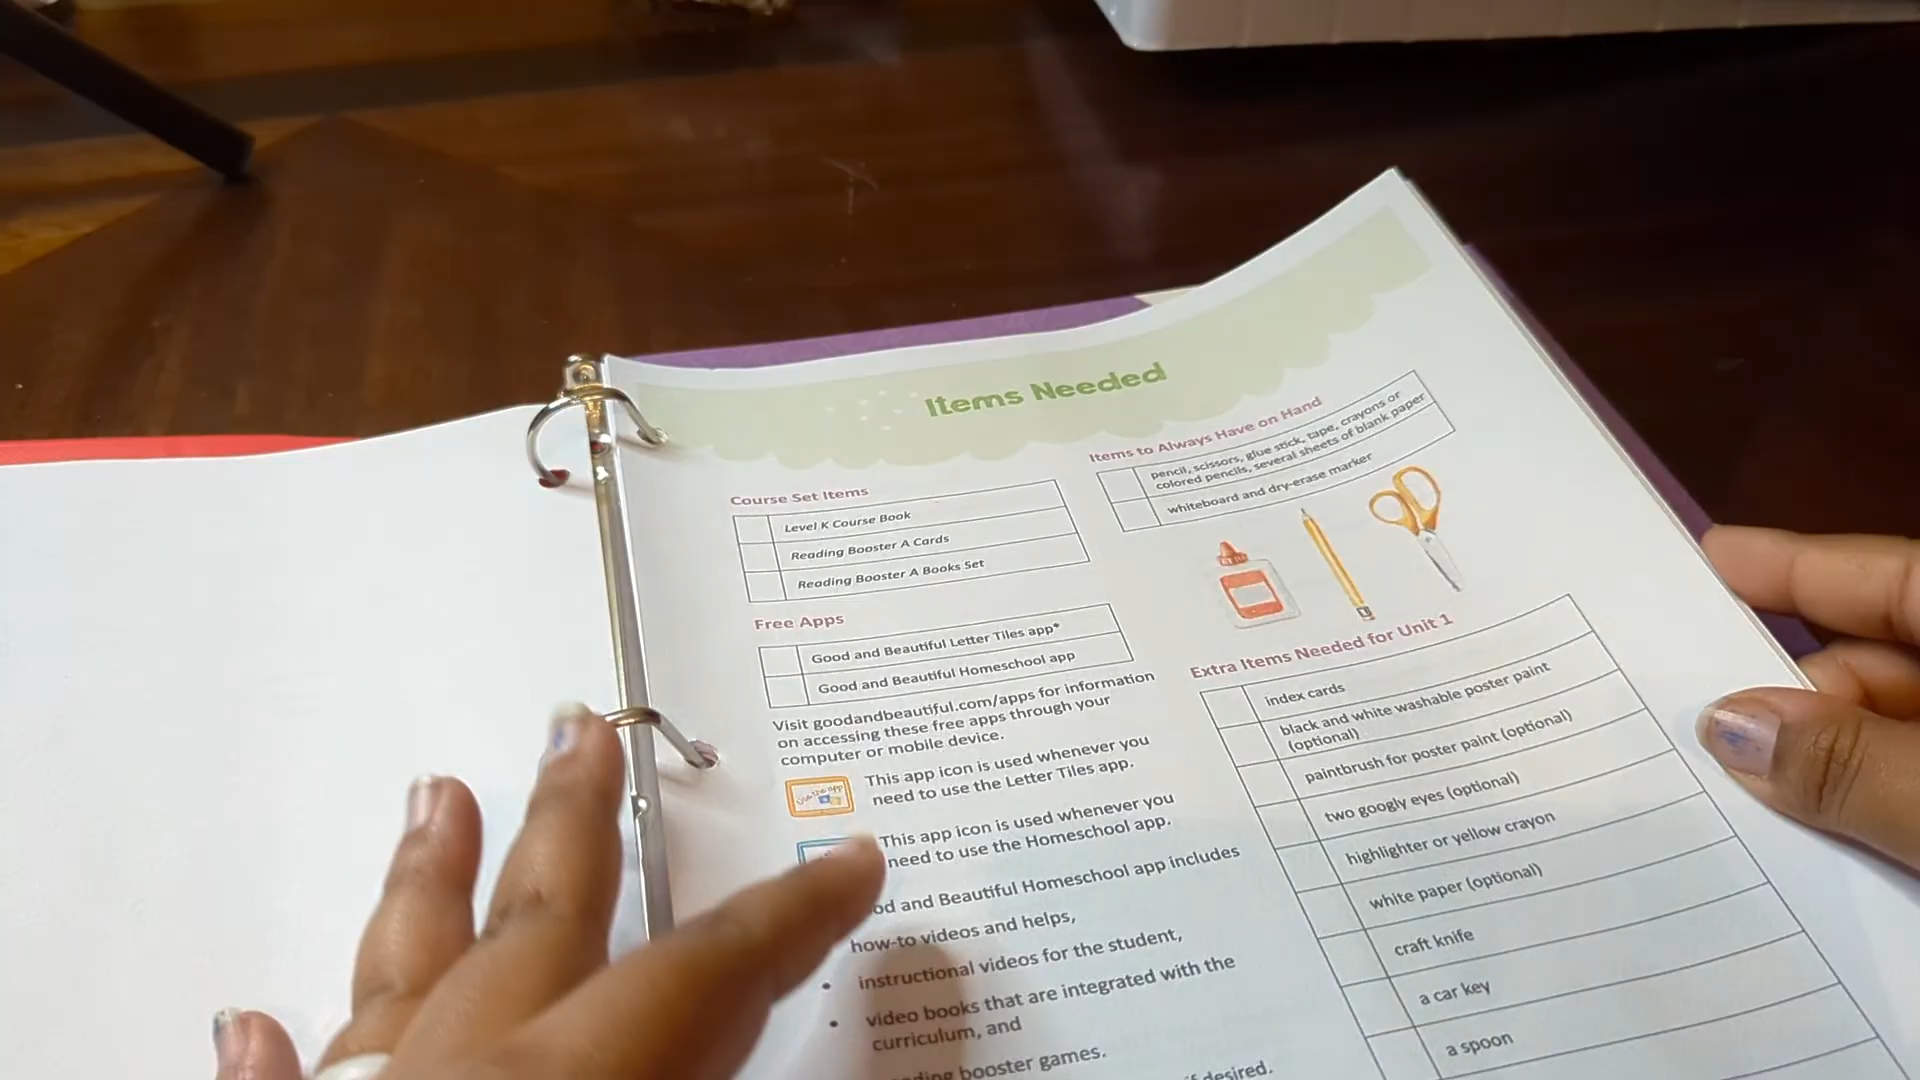 Items Needed
Course Set Items
Level K Course Book
Reading Booster A Cards
Reading Booster A Books Set
Free Apps
Good and Beautiful Letter Tiles app*
Good and Beautiful Homeschool app
Visit goodandbeautiful.com/apps for information
on accessing these free apps through your
computer or mobile device.
This app icon is used whenever you
need to use the Letter Tiles app.
This app icon is used whenever you
need to use the Homeschool app.
and Beautiful Homeschool app includes
how-to videos and helps,
• instructional videos for the student,
• video books that are integrated with the
curriculum, and
booster games.
desired.
Items to Always Have on Hand
pencil, scissors, glue stick, tape, crayons or
colored pencils, several sheets of blank paper
whiteboard and dry-erase marker
Extra Items Needed for Unit 1
index cards
black and white washable poster paint
(optional)
paintbrush for poster paint (optional)
two googly eyes (optional)
highlighter or yellow crayon
white paper (optional)
craft knife
a car key
a spoon